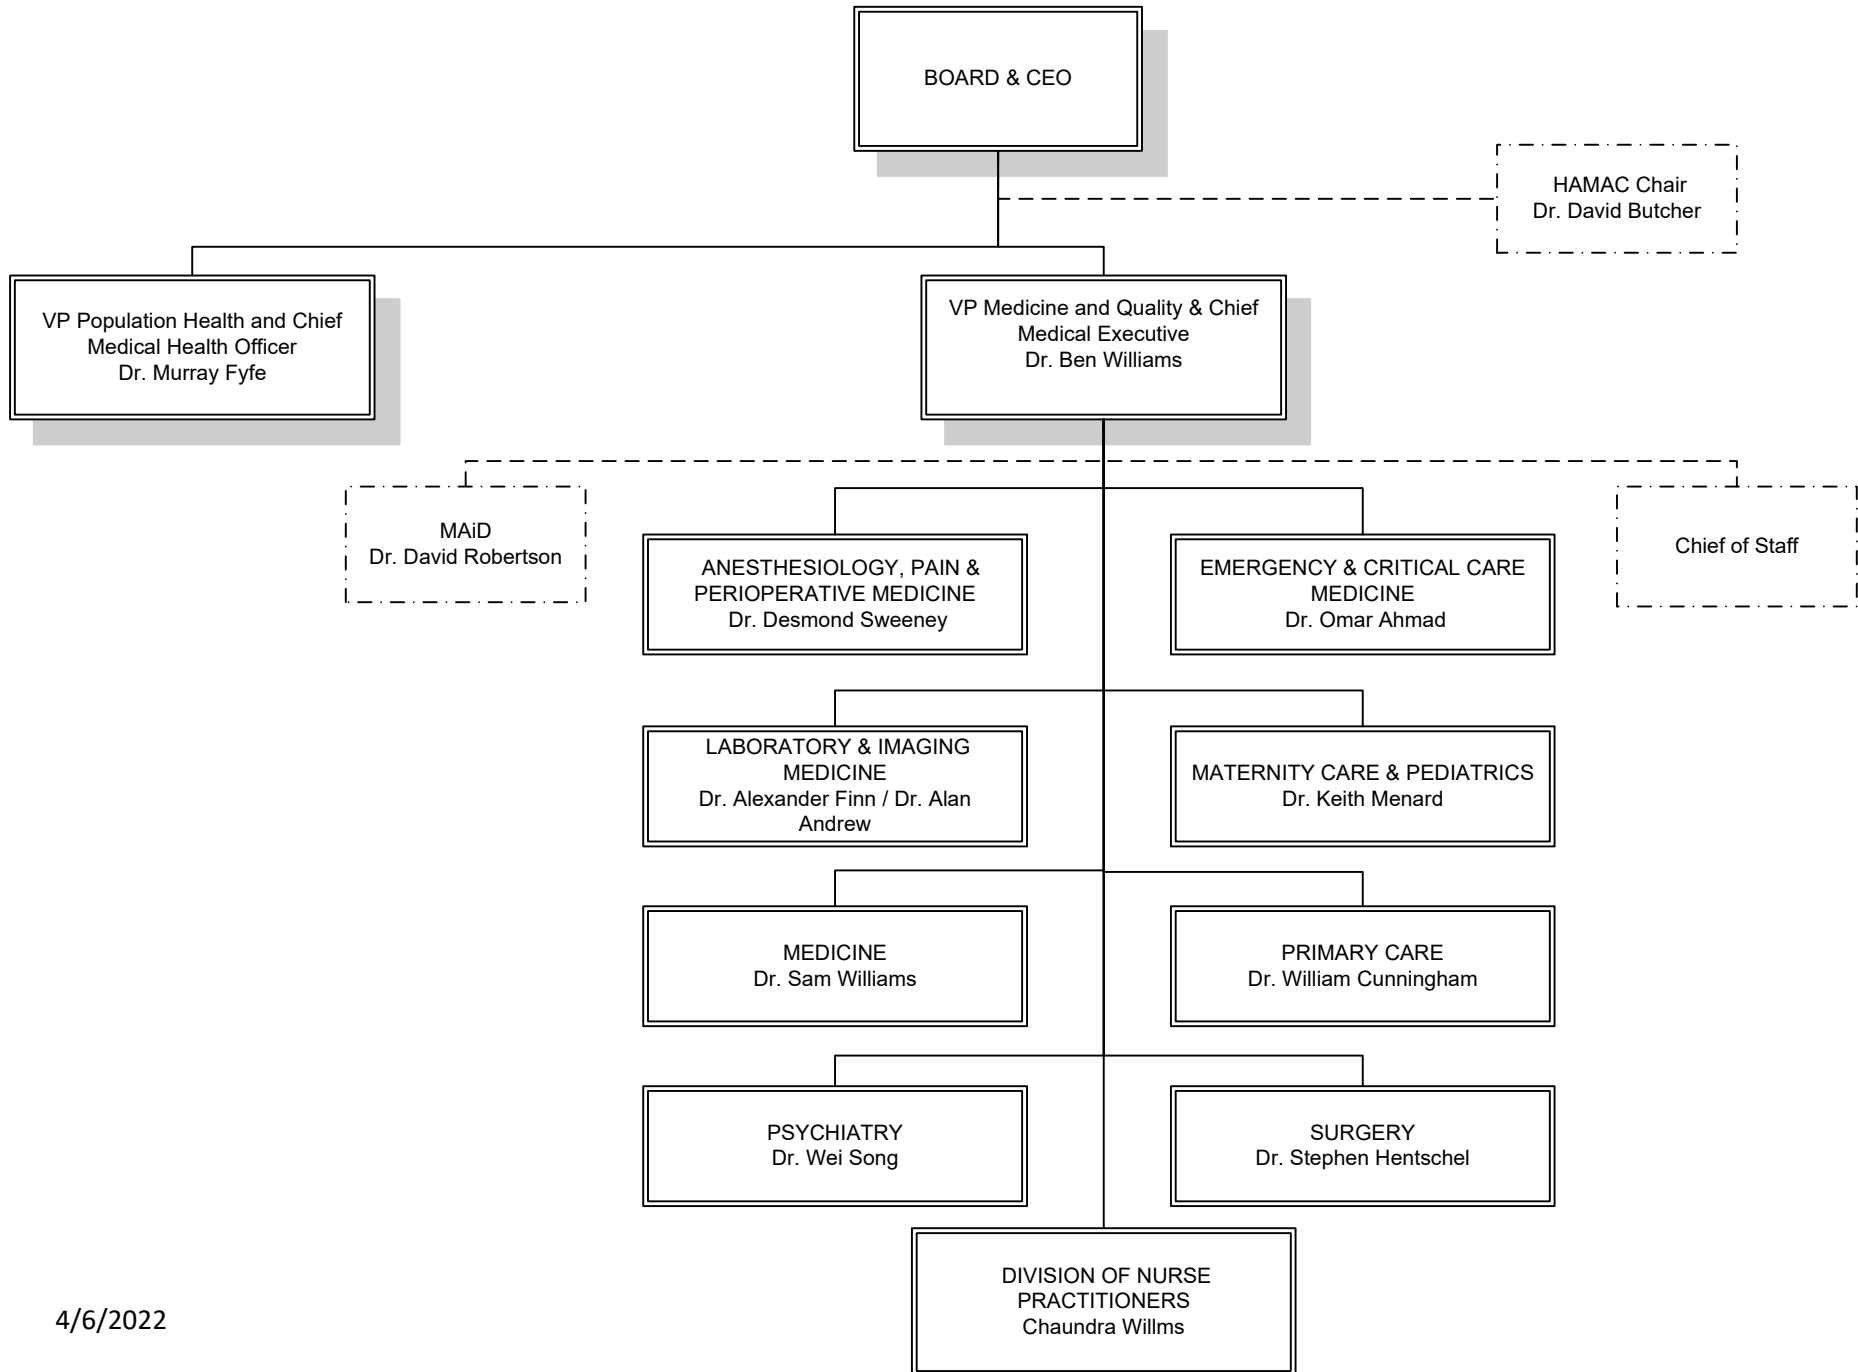 BOARD & CEO
HAMAC Chair
Dr. David Butcher
VP Population Health and Chief
Medical Health Officer
Dr. Murray Fyfe
VP Medicine and Quality & Chief
Medical Executive
Dr. Ben Williams
MAiD
Dr. David Robertson
Chief of Staff
ANESTHESIOLOGY, PAIN &
PERIOPERATIVE MEDICINE
Dr. Desmond Sweeney
EMERGENCY & CRITICAL CARE
MEDICINE
Dr. Omar Ahmad
LABORATORY & IMAGING
MEDICINE
Dr. Alexander Finn / Dr. Alan
Andrew
MATERNITY CARE & PEDIATRICS
Dr. Keith Menard
MEDICINE
Dr. Sam Williams
PRIMARY CARE
Dr. William Cunningham
PSYCHIATRY
Dr. Wei Song
SURGERY
Dr. Stephen Hentschel
DIVISION OF NURSE
PRACTITIONERS
Chaundra Willms
4/6/2022